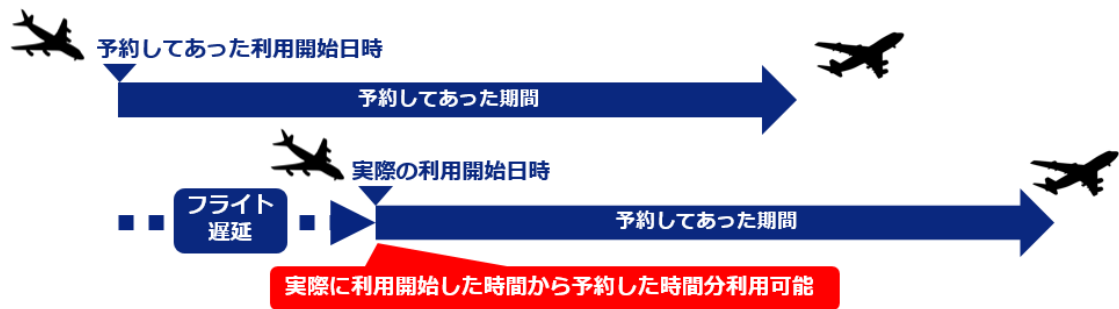 予約してあった利用開始日時
予約してあった期間
実際の利用開始日時
フライト
遅延
予約してあった期間
実際に利用開始した時間から予約した時間分利用可能